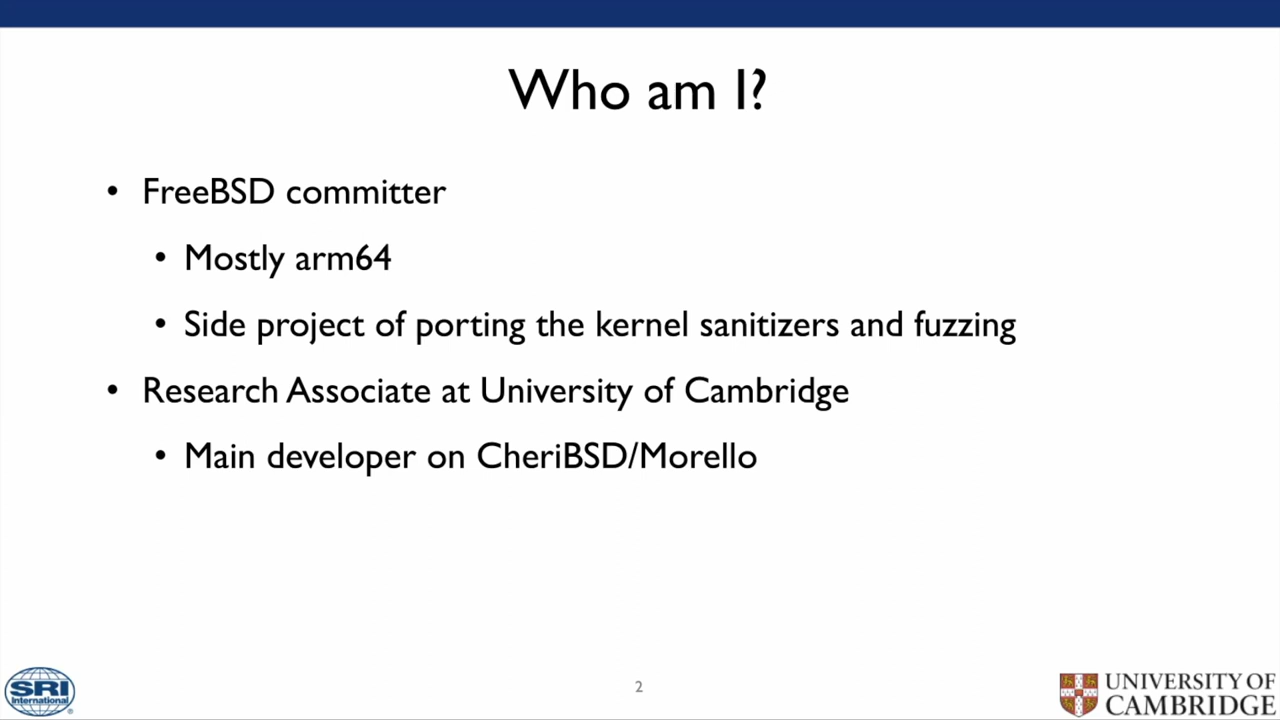 Who am I?
• FreeBSD committer
• Mostly arm64
• Side project of porting the kernel sanitizers and fuzzing
• Research Associate at University of Cambridge
• Main developer on CheriBSD/Morello
SRI
International
®
2
UNIVERSITY OF
CAMBRIDGE